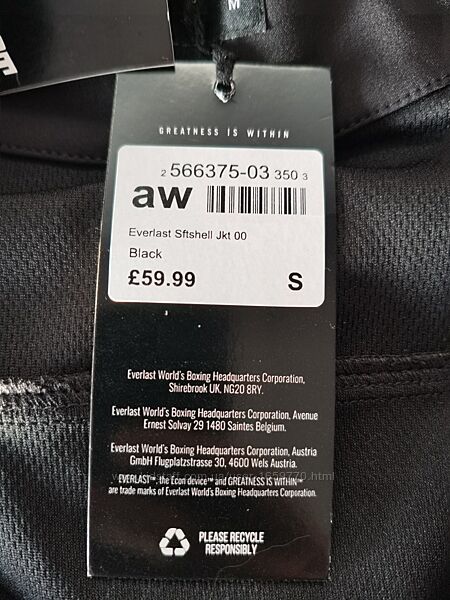 M
GREATNESS IS WITHIN
2 566375-03 350 3
aw
Everlast Sftshell Jkt 00
Black
£59.99 S
Everlast World's Boxing Headquarters Corporation,
Shirebrook UK, NG20 8RY.
Everlast World's Boxing Headquarters Corporation, Avenue
Ernest Solvay 29 1480 Saintes Belgium.
Everlast World's Boxing Headquarters Corporation, Austria
GmbH Flugplatzstrasse 30, 4600 Wels Austria.
EVERLAST™, the Econ device™ and GREATNESS IS WITHIN™
are trade marks of Everlast World's Boxing Headquarters Corporation.
PLEASE RECYCLE
RESPONSIBLY